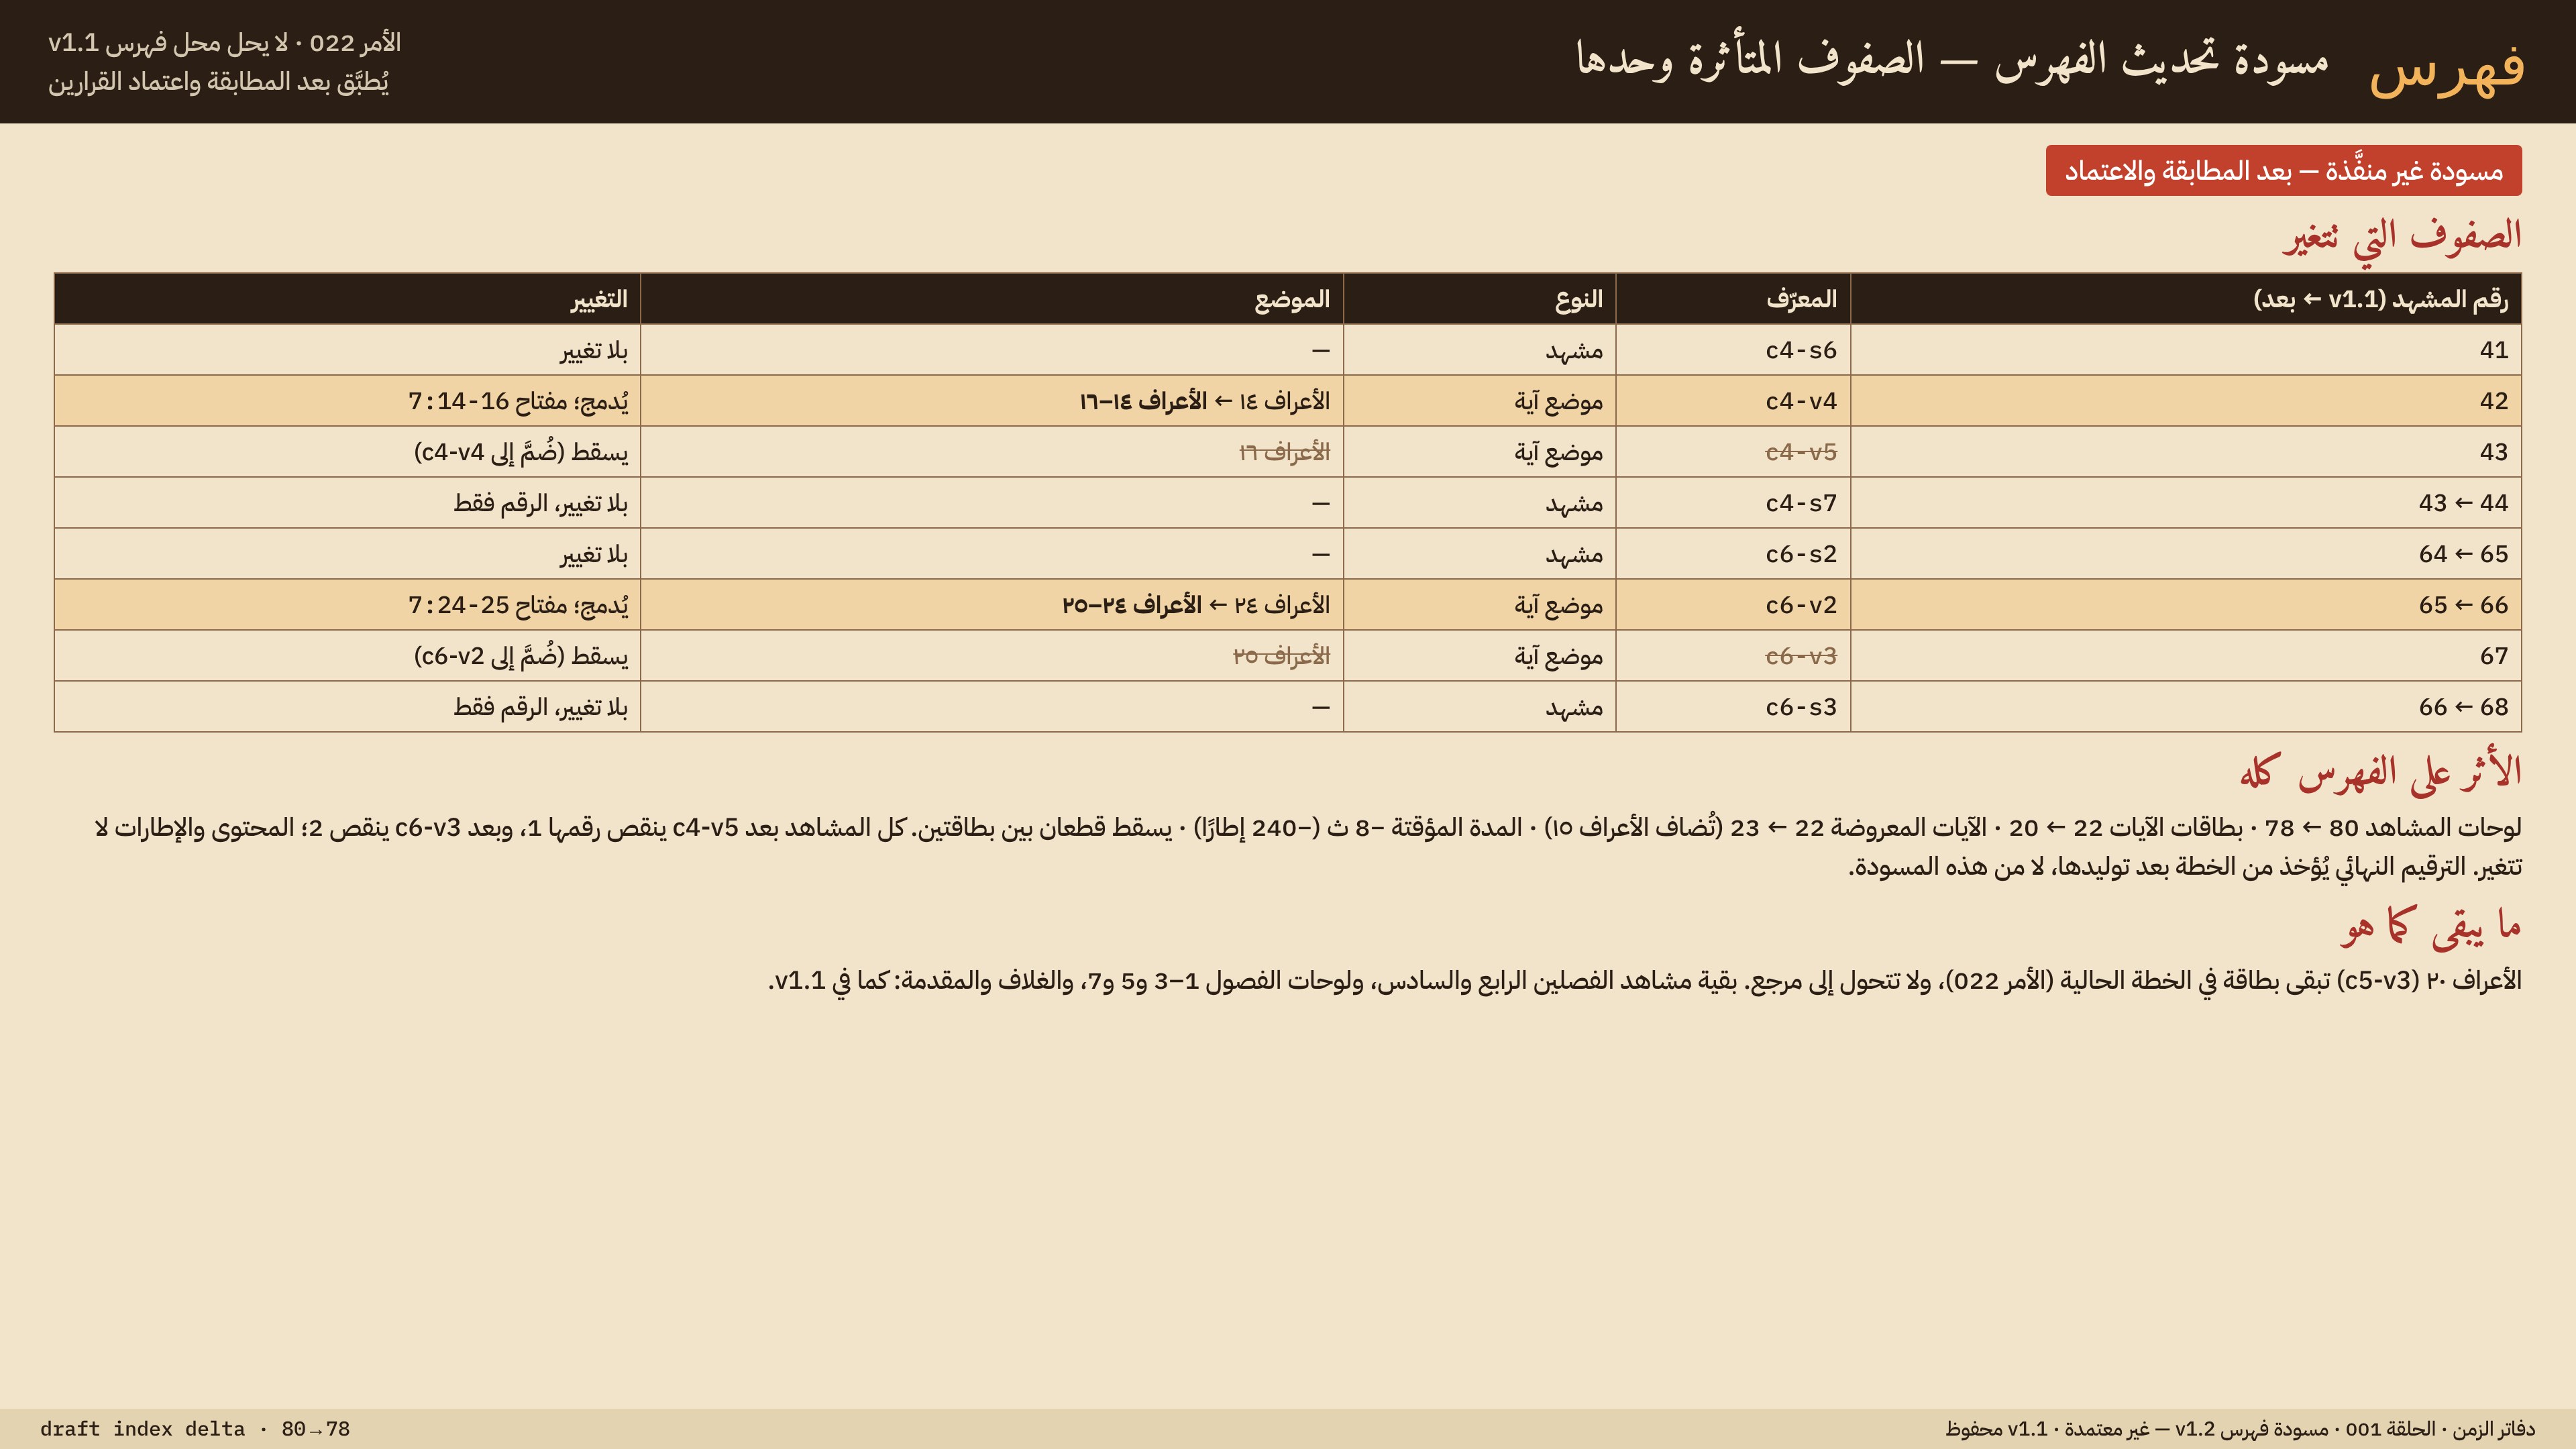 فهرس مسودة تحديث الفهرس — الصفوف المتأثرة وحدها
الأمر 022 · لا يحل محل فهرس v1.1
يُطبَّق بعد المطابقة واعتماد القرارين
مسودة غير منفَّذة — بعد المطابقة والاعتماد
الصفوف التي تتغير
رقم المشهد (v1.1 ← بعد) المعرّف النوع الموضع التغيير
41 c4-s6 مشهد — بلا تغيير
42 c4-v4 موضع آية الأعراف ١٤ ← الأعراف ١٤–١٦ يُدمج؛ مفتاح 7:14-16
43 c4-v5 موضع آية الأعراف ١٦ يسقط (ضُمَّ إلى c4-v4)
44 ← 43 c4-s7 مشهد — بلا تغيير، الرقم فقط
65 ← 64 c6-s2 مشهد — بلا تغيير
66 ← 65 c6-v2 موضع آية الأعراف ٢٤ ← الأعراف ٢٤–٢٥ يُدمج؛ مفتاح 7:24-25
67 c6-v3 موضع آية الأعراف ٢٥ يسقط (ضُمَّ إلى c6-v2)
68 ← 66 c6-s3 مشهد — بلا تغيير، الرقم فقط
الأثر على الفهرس كله
لوحات المشاهد 80 ← 78 · بطاقات الآيات 22 ← 20 · الآيات المعروضة 22 ← 23 (تُضاف الأعراف ١٥) · المدة المؤقتة −8 ث (−240 إطارًا) · يسقط قطعان بين بطاقتين. كل المشاهد بعد c4-v5 ينقص رقمها 1، وبعد c6-v3 ينقص 2؛ المحتوى والإطارات لا
تتغير. الترقيم النهائي يُؤخذ من الخطة بعد توليدها، لا من هذه المسودة.
ما يبقى كما هو
الأعراف ٢٠ (c5-v3) تبقى بطاقة في الخطة الحالية (الأمر 022)، ولا تتحول إلى مرجع. بقية مشاهد الفصلين الرابع والسادس، ولوحات الفصول 1–3 و5 و7، والغلاف والمقدمة: كما في v1.1.
دفاتر الزمن · الحلقة 001 · مسودة فهرس v1.2 — غير معتمدة · v1.1 محفوظ
draft index delta · 80→78